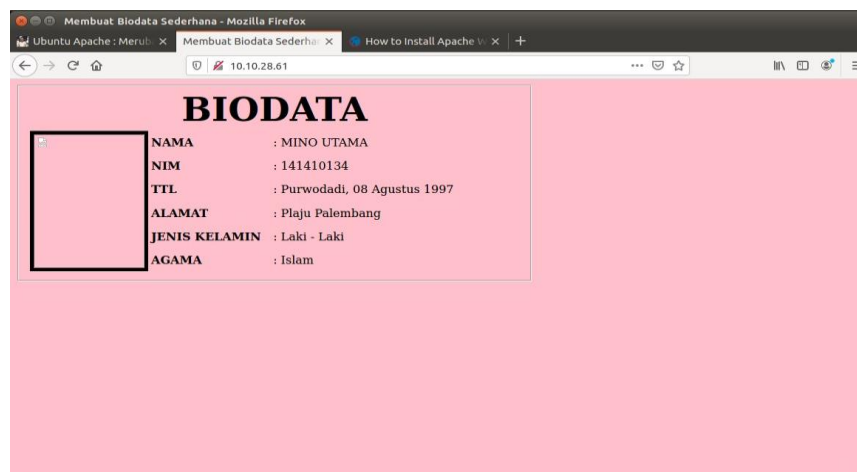 Membuat Biodata Sederhana - Mozilla Firefox
Ubuntu Apache : Merub
Membuat Biodata Sederhan
How to Install Apache W
10.10.28.61
BIODATA
NAMA : MINO UTAMA
NIM : 141410134
TTL : Purwodadi, 08 Agustus 1997
ALAMAT : Plaju Palembang
JENIS KELAMIN : Laki - Laki
AGAMA : Islam